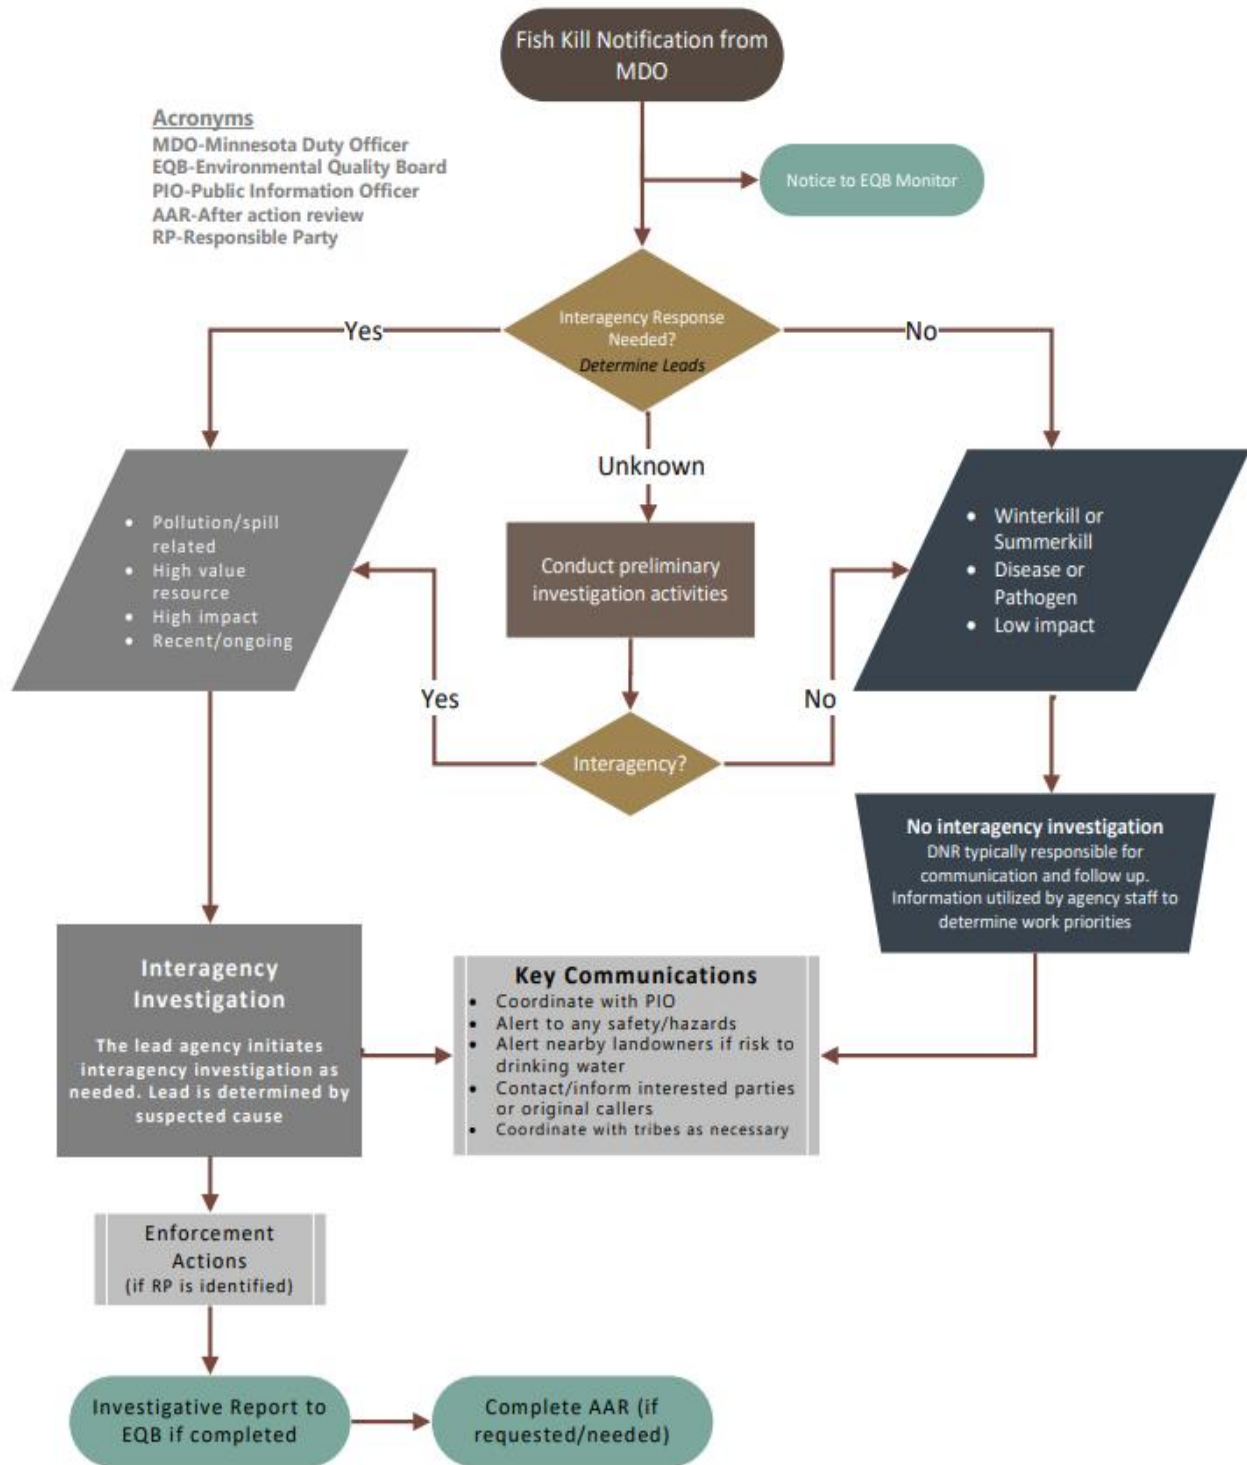 Fish Kill Notification from
MDO
Acronyms
MDO-Minnesota Duty Officer
EQB-Environmental Quality Board
PIO-Public Information Officer
AAR-After action review
RP-Responsible Party
Notice to EQB Monitor
Interagency Response
Needed?
Determine Leads
Yes
No
Unknown
• Pollution/spill
related
• High value
resource
• High impact
• Recent/ongoing
Conduct preliminary
investigation activities
• Winterkill or
Summerkill
• Disease or
Pathogen
• Low impact
Yes
No
Interagency?
No interagency investigation
DNR typically responsible for
communication and follow up.
Information utilized by agency staff to
determine work priorities
Interagency
Investigation
The lead agency initiates
interagency investigation as
needed. Lead is determined by
suspected cause
Key Communications
• Coordinate with PIO
• Alert to any safety/hazards
• Alert nearby landowners if risk to
drinking water
• Contact/inform interested parties
or original callers
• Coordinate with tribes as necessary
Enforcement
Actions
(if RP is identified)
Investigative Report to
EQB if completed
Complete AAR (if
requested/needed)